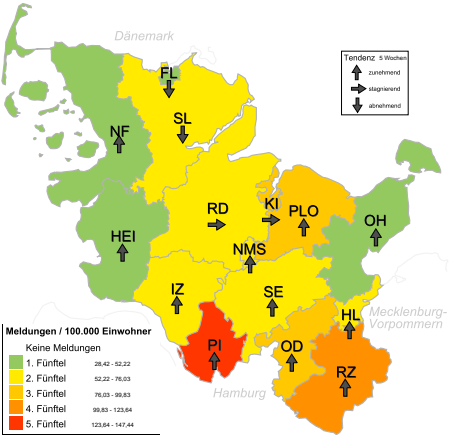 Dänemark
Tendenz 5 Wochen
zunehmend
stagnierend
abnehmend
FL
SL
NF
KI
RD
PLO
OH
HEI
NMS
IZ
SE
HL
Mecklenburg-
Vorpommern
PI
OD
RZ
Hamburg
Meldungen / 100.000 Einwohner
Keine Meldungen
1. Fünftel 28,42 - 52,22
2. Fünftel 52,22 - 76,03
3. Fünftel 76,03 - 99,83
4. Fünftel 99,83 - 123,64
5. Fünftel 123,64 - 147,44